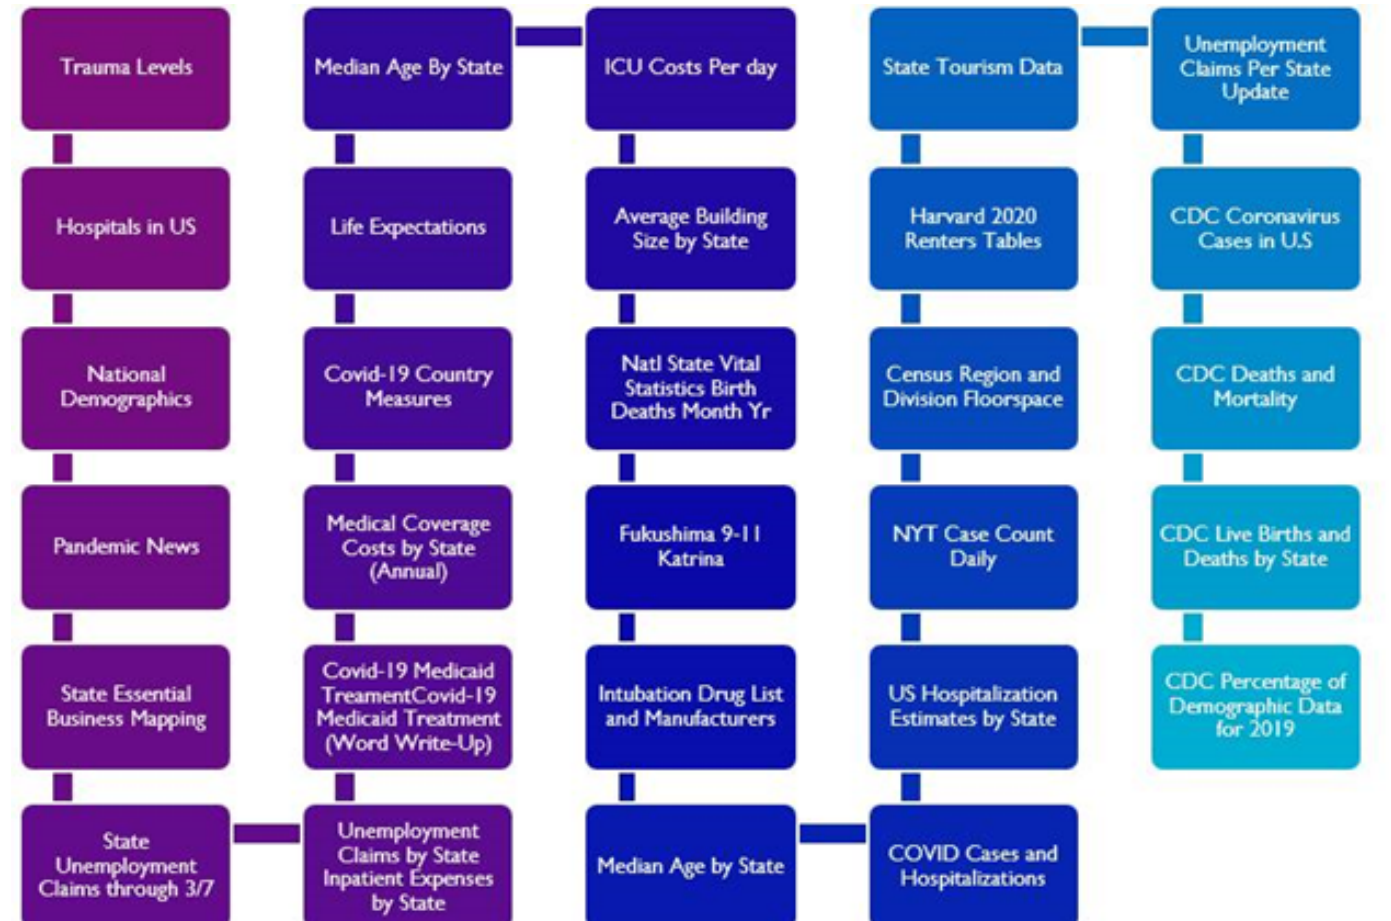 Trauma Levels
Hospitals in US
National
Demographics
Pandemic News
State Essential
Business Mapping
State
Unemployment
Claims through 3/7
Unemployment
Claims by State
Inpatient Expenses
by State
Covid-19 Medicaid
TreamentCovid-19
Medicaid Treatment
(Word Write-Up)
Medical Coverage
Costs by State
(Annual)
Covid-19 Country
Measures
Life Expectations
Median Age By State
ICU Costs Per day
Average Building
Size by State
Natl State Vital
Statistics Birth
Deaths Month Yr
Fukushima 9-11
Katrina
Intubation Drug List
and Manufacturers
Median Age by State
COVID Cases and
Hospitalizations
US Hospitalization
Estimates by State
NYT Case Count
Daily
Census Region and
Division Floorspace
Harvard 2020
Renters Tables
State Tourism Data
Unemployment
Claims Per State
Update
CDC Coronavirus
Cases in U.S
CDC Deaths and
Mortality
CDC Live Births and
Deaths by State
CDC Percentage of
Demographic Data
for 2019